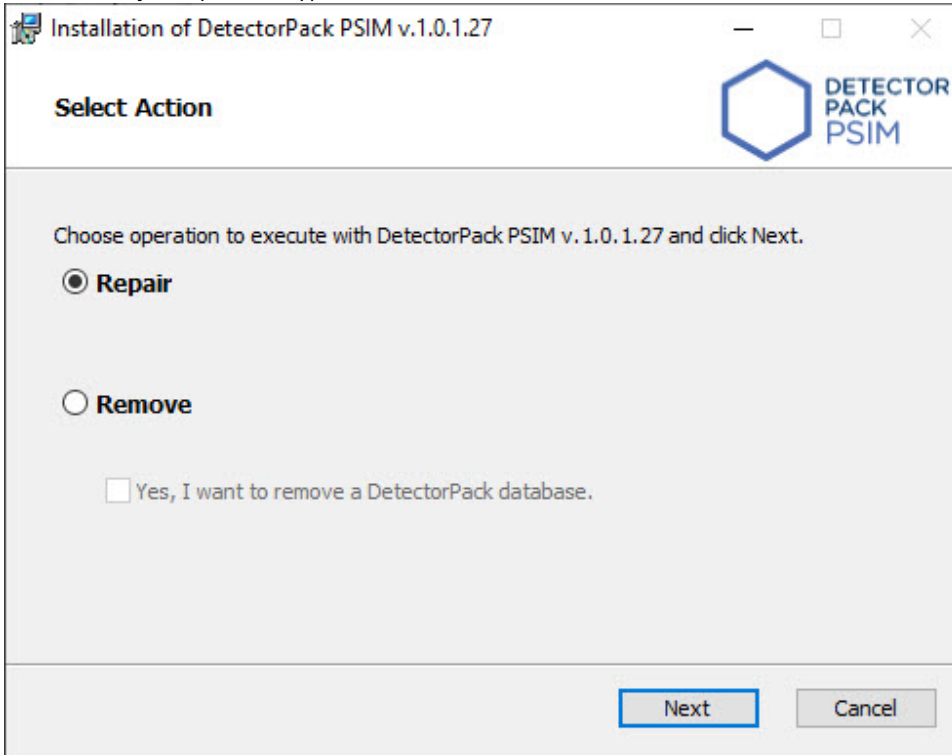 Installation of DetectorPack PSIM v.1.0.1.27
Select Action
DETECTOR
PACK
PSIM
Choose operation to execute with DetectorPack PSIM v.1.0.1.27 and click Next.
Repair
Remove
Yes, I want to remove a DetectorPack database.
Next
Cancel